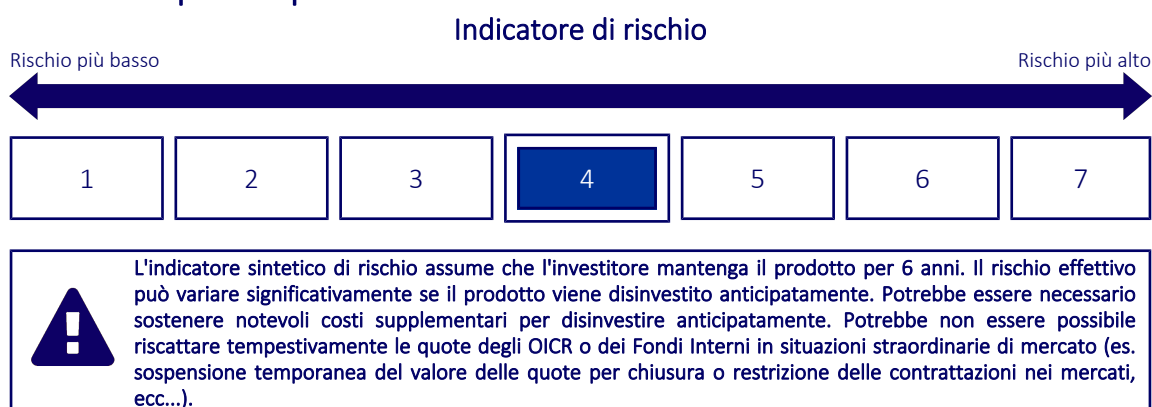 Indicatore di rischio
Rischio più basso
Rischio più alto
1 2 3 4 5 6 7
L'indicatore sintetico di rischio assume che l'investitore mantenga il prodotto per 6 anni. Il rischio effettivo
può variare significativamente se il prodotto viene disinvestito anticipatamente. Potrebbe essere necessario
sostenere notevoli costi supplementari per disinvestire anticipatamente. Potrebbe non essere possibile
riscattare tempestivamente le quote degli OICR o dei Fondi Interni in situazioni straordinarie di mercato (es.
sospensione temporanea del valore delle quote per chiusura o restrizione delle contrattazioni nei mercati,
ecc...).